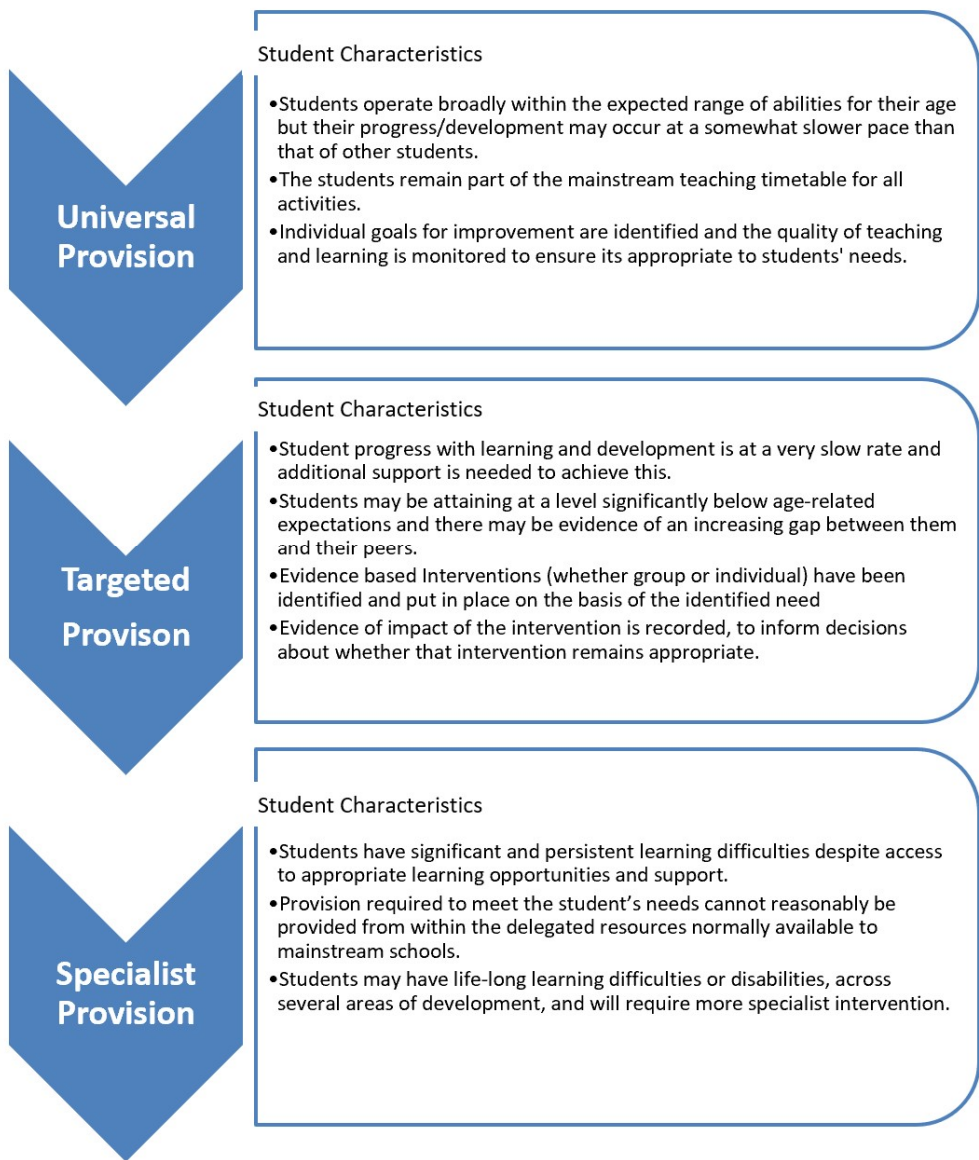 Student Characteristics
•Students operate broadly within the expected range of abilities for their age
but their progress/development may occur at a somewhat slower pace than
that of other students.
•The students remain part of the mainstream teaching timetable for all
activities.
•Individual goals for improvement are identified and the quality of teaching
and learning is monitored to ensure its appropriate to students' needs.
Universal
Provision
Student Characteristics
•Student progress with learning and development is at a very slow rate and
additional support is needed to achieve this.
•Students may be attaining at a level significantly below age-related
expectations and there may be evidence of an increasing gap between them
and their peers.
•Evidence based Interventions (whether group or individual) have been
identified and put in place on the basis of the identified need
•Evidence of impact of the intervention is recorded, to inform decisions
about whether that intervention remains appropriate.
Targeted
Provison
Student Characteristics
•Students have significant and persistent learning difficulties despite access
to appropriate learning opportunities and support.
•Provision required to meet the student’s needs cannot reasonably be
provided from within the delegated resources normally available to
mainstream schools.
•Students may have life-long learning difficulties or disabilities, across
several areas of development, and will require more specialist intervention.
Specialist
Provision